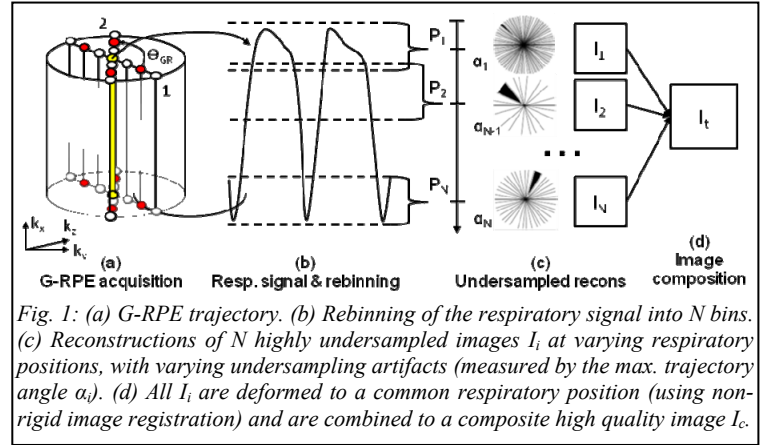 2
Θ_GR
1
k_x
k_z
k_y
(a)
G-RPE acquisition
(b)
Resp. signal & rebinning
P_1
P_2
P_N
α_1
α_N-1
α_N
...
(c)
Undersampled recons
I_1
I_2
I_N
I_t
(d)
Image
composition
Fig. 1: (a) G-RPE trajectory. (b) Rebinning of the respiratory signal into N bins.
(c) Reconstructions of N highly undersampled images I_i at varying respiratory
positions, with varying undersampling artifacts (measured by the max. trajectory
angle α_i). (d) All I_i are deformed to a common respiratory position (using non-
rigid image registration) and are combined to a composite high quality image I_c.